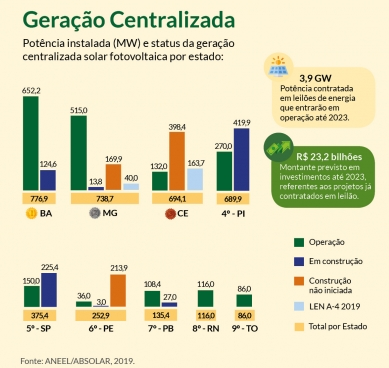 Geração Centralizada
Potência instalada (MW) e status da geração
centralizada solar fotovoltaica por estado:
3,9 GW
Potência contratada
em leilões de energia
que entrarão em
operação até 2023.
R$ 23,2 bilhões
Montante previsto em
investimentos até 2023,
referentes aos projetos já
contratados em leilão.
652,2
124,6
776,9
BA
515,0
13,8
169,9
40,0
738,7
MG
132,0
398,4
163,7
694,1
CE
270,0
419,9
689,9
4º - PI
Operação
Em construção
Construção
não iniciada
LEN A-4 2019
Total por Estado
150,0
225,4
375,4
5º - SP
36,0
3,0
213,9
252,9
6º - PE
108,4
27,0
135,4
7º - PB
116,0
116,0
8º - RN
86,0
86,0
9º - TO
Fonte: ANEEL/ABSOLAR, 2019.